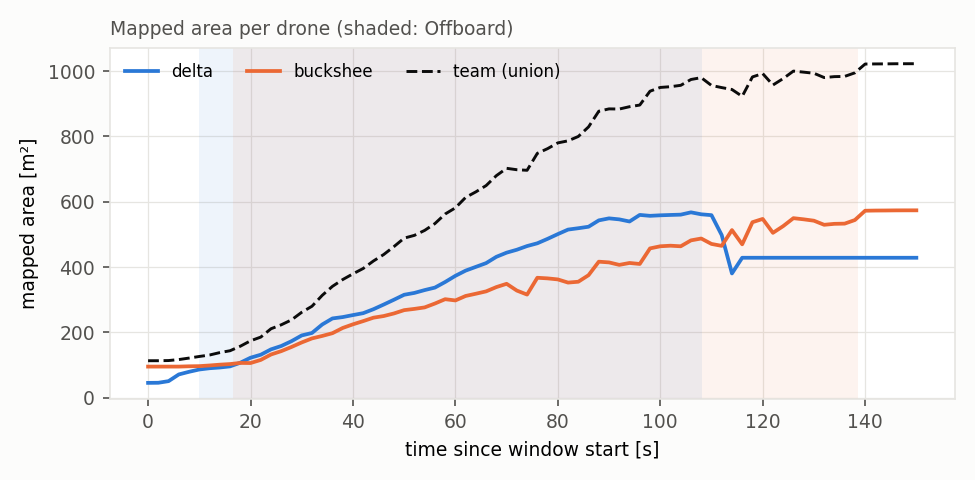 Mapped area per drone (shaded: Offboard)
delta buckshee team (union)
1000
800
600
400
200
0
mapped area [m²]
0 20 40 60 80 100 120 140
time since window start [s]